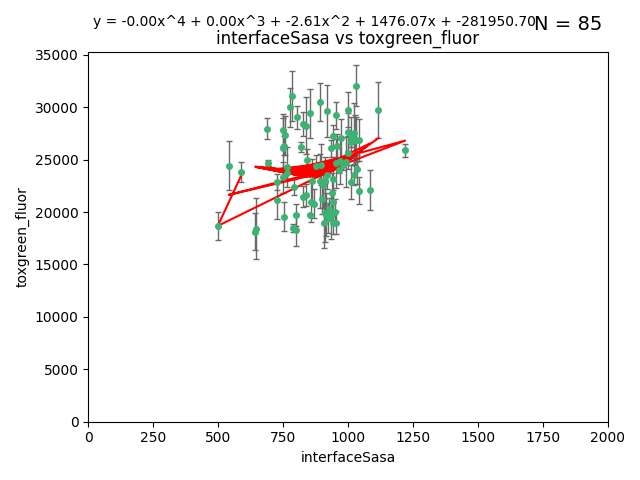 y = -0.00x^4 + 0.00x^3 + -2.61x^2 + 1476.07x + -281950.70
N = 85
interfaceSasa vs toxgreen_fluor
35000
30000
25000
20000
15000
10000
5000
0
toxgreen_fluor
0 250 500 750 1000 1250 1500 1750 2000
interfaceSasa